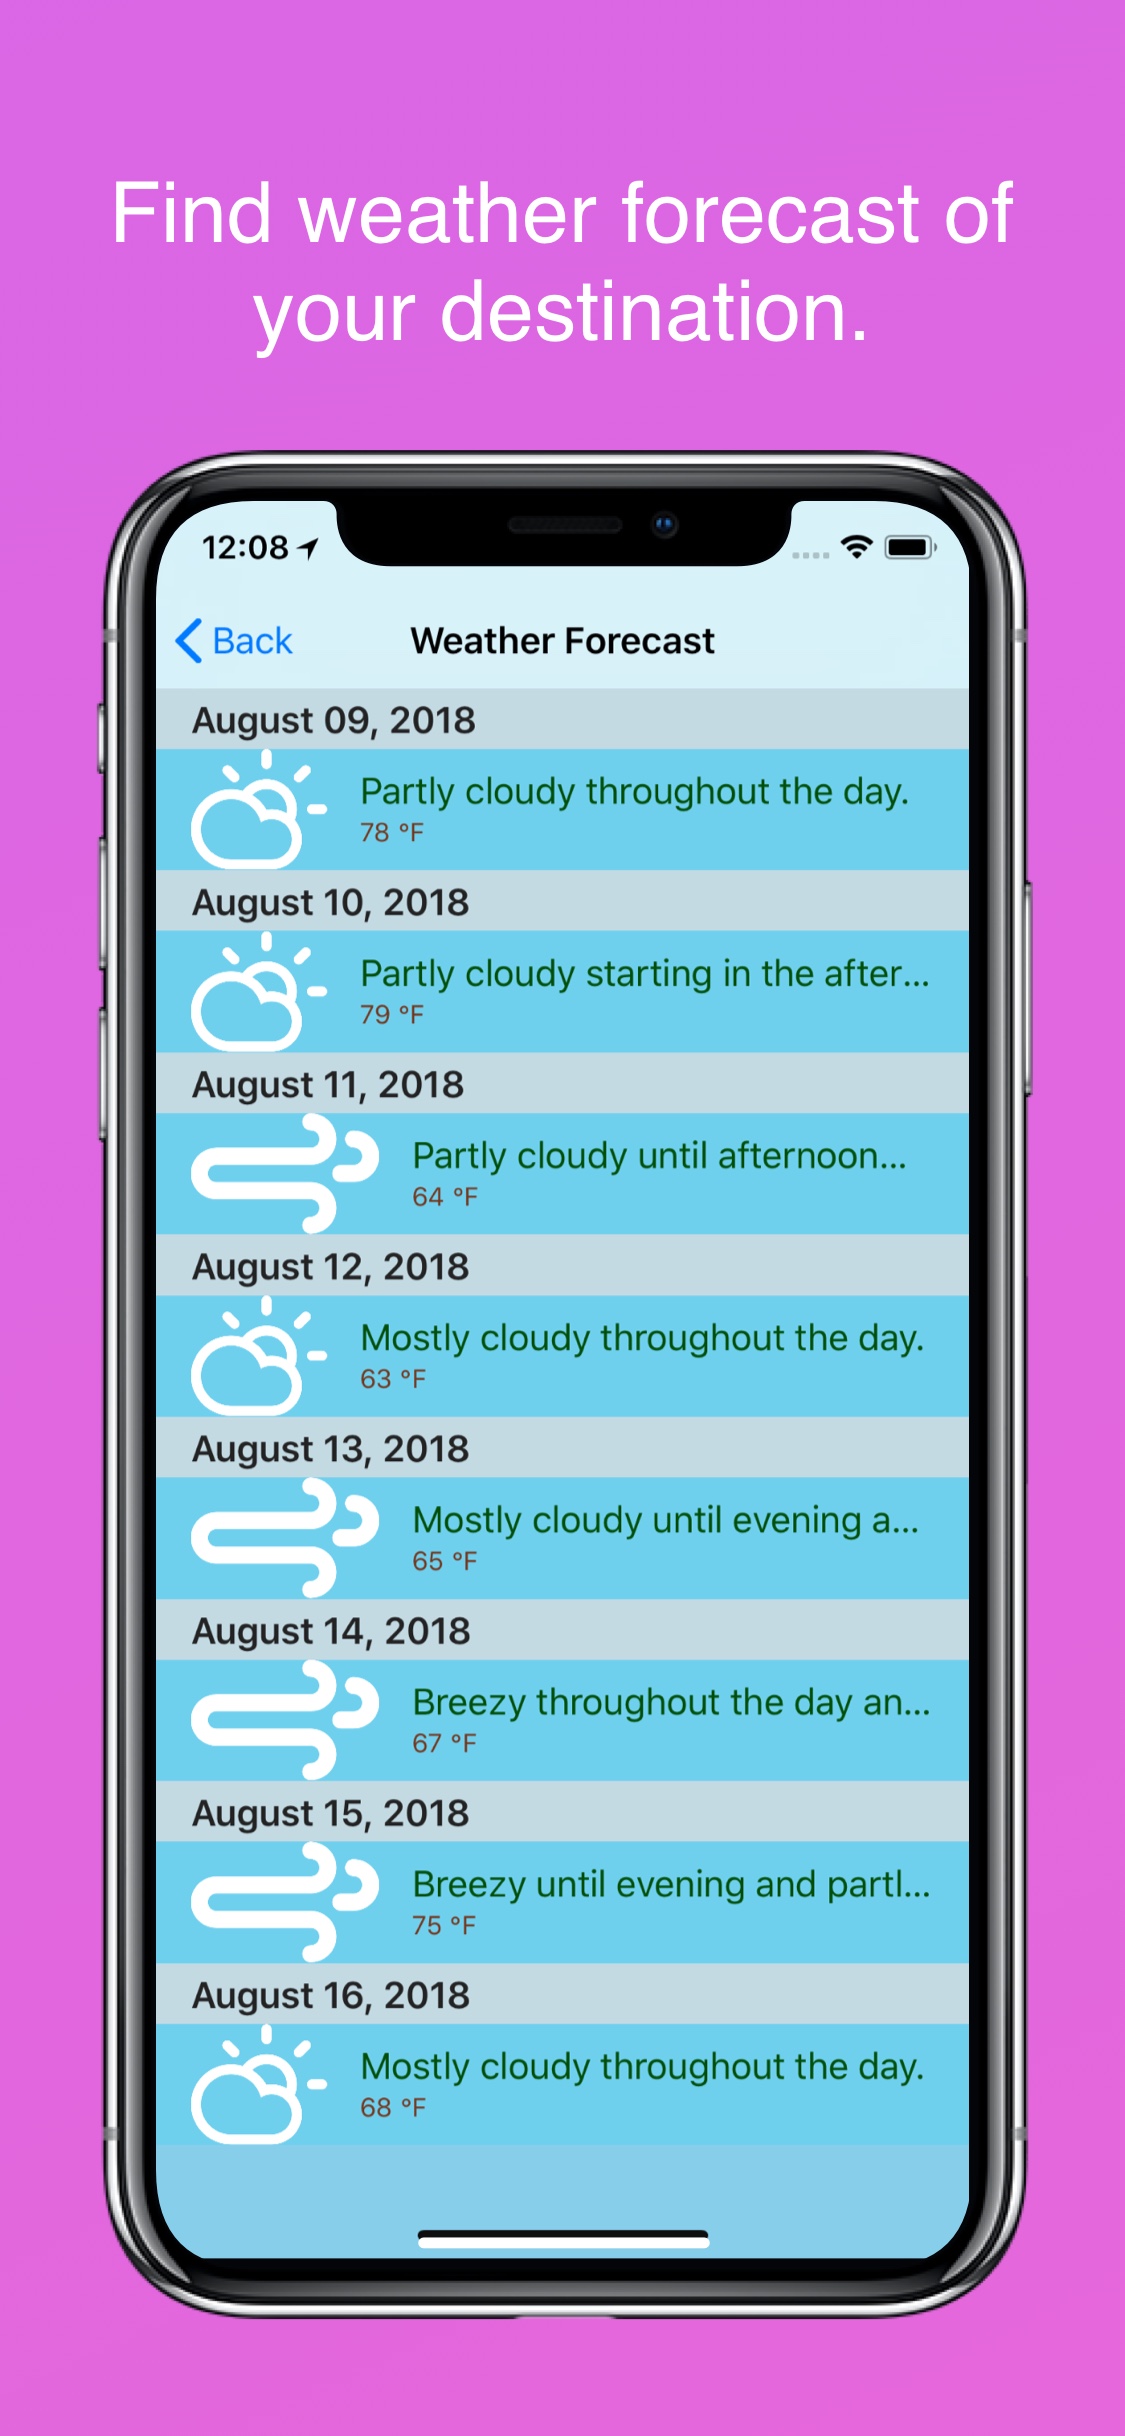 Find weather forecast of
your destination.
12:08
Back
Weather Forecast
August 09, 2018
Partly cloudy throughout the day.
78 °F
August 10, 2018
Partly cloudy starting in the after...
79 °F
August 11, 2018
Partly cloudy until afternoon...
64 °F
August 12, 2018
Mostly cloudy throughout the day.
63 °F
August 13, 2018
Mostly cloudy until evening a...
65 °F
August 14, 2018
Breezy throughout the day an...
67 °F
August 15, 2018
Breezy until evening and partl...
75 °F
August 16, 2018
Mostly cloudy throughout the day.
68 °F